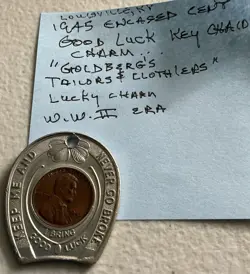 LOUISVILLE, KY
1945 ENCASED CENT
GOOD LUCK KEY CHAIN
CHARM...
"GOLDBERG'S
TAILORS & CLOTHIERS"
LUCKY CHARM
W.W. II ERA
KEEP ME AND NEVER GO BROKE
BRING
GOOD LUCK